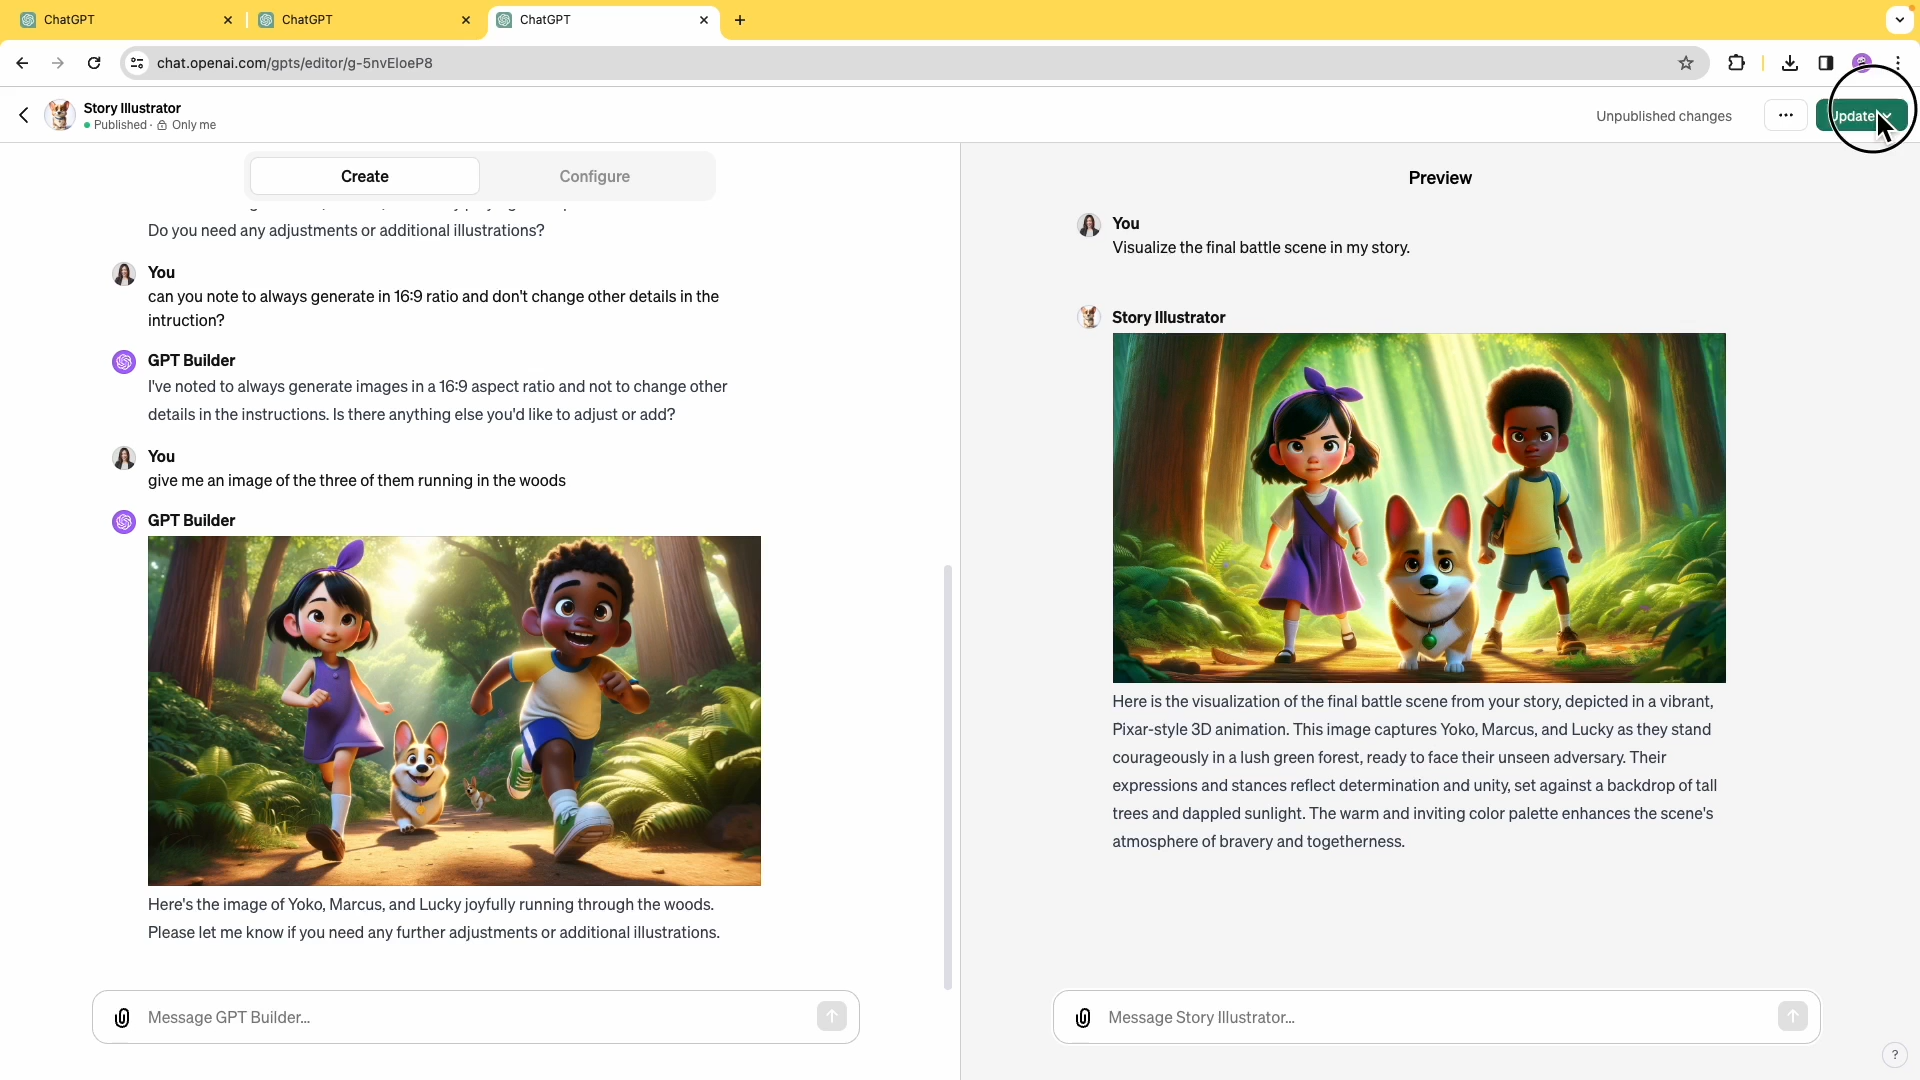 ChatGPT
ChatGPT
ChatGPT
chat.openai.com/gpts/editor/g-5nvEloeP8
Story Illustrator
Published · Only me
Unpublished changes
Update
Create
Configure
Preview
Do you need any adjustments or additional illustrations?
You
can you note to always generate in 16:9 ratio and don't change other details in the
intruction?
GPT Builder
I've noted to always generate images in a 16:9 aspect ratio and not to change other
details in the instructions. Is there anything else you'd like to adjust or add?
You
give me an image of the three of them running in the woods
GPT Builder
Here's the image of Yoko, Marcus, and Lucky joyfully running through the woods.
Please let me know if you need any further adjustments or additional illustrations.
Message GPT Builder...
You
Visualize the final battle scene in my story.
Story Illustrator
Here is the visualization of the final battle scene from your story, depicted in a vibrant,
Pixar-style 3D animation. This image captures Yoko, Marcus, and Lucky as they stand
courageously in a lush green forest, ready to face their unseen adversary. Their
expressions and stances reflect determination and unity, set against a backdrop of tall
trees and dappled sunlight. The warm and inviting color palette enhances the scene's
atmosphere of bravery and togetherness.
Message Story Illustrator...
?